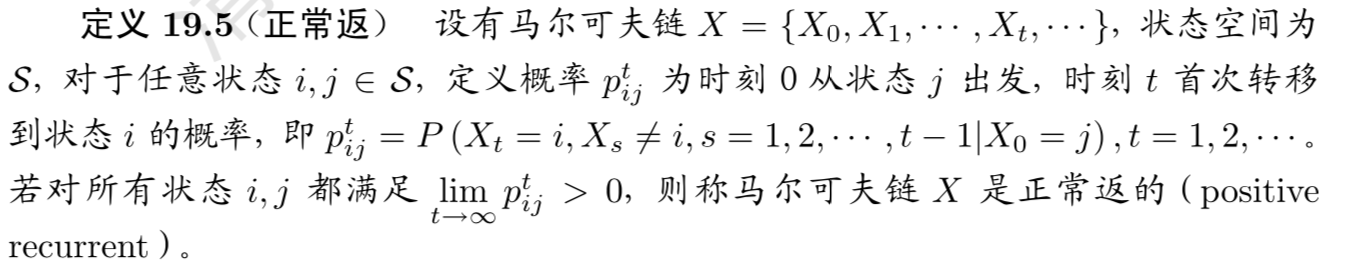 定义 19.5(正常返) 设有马尔可夫链 X = {X_0, X_1, ⋯ , X_t, ⋯}, 状态空间为
𝒮, 对于任意状态 i, j ∈ 𝒮, 定义概率 p_{ij}^t 为时刻 0 从状态 j 出发, 时刻 t 首次转移
到状态 i 的概率, 即 p_{ij}^t = P (X_t = i, X_s ≠ i, s = 1, 2, ⋯ , t − 1|X_0 = j) , t = 1, 2, ⋯。
若对所有状态 i, j 都满足 lim_{t→∞} p_{ij}^t > 0, 则称马尔可夫链 X 是正常返的 (positive
recurrent)。